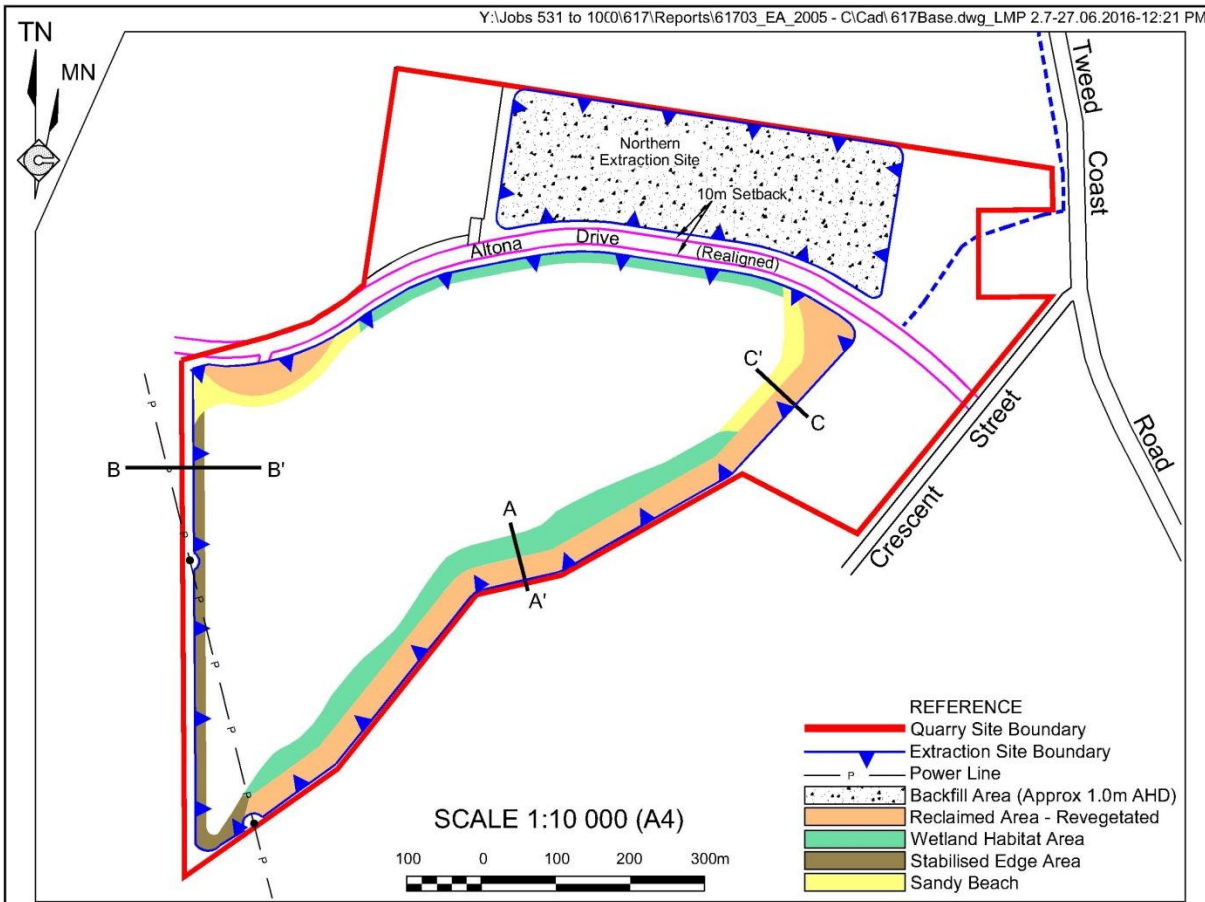 Y:\Jobs 531 to 1000\617\Reports\61703_EA_2005 - C\Cad\617Base.dwg_LMP 2.7-27.06.2016-12:21 PM
TN
MN
Tweed
Coast
Road
Northern
Extraction Site
10m Setback
Altona Drive (Realigned)
Crescent Street
C'
C
B
B'
A
A'
P
P
P
P
P
P
P
P
SCALE 1:10 000 (A4)
100 0 100 200 300m
REFERENCE
Quarry Site Boundary
Extraction Site Boundary
P Power Line
Backfill Area (Approx 1.0m AHD)
Reclaimed Area - Revegetated
Wetland Habitat Area
Stabilised Edge Area
Sandy Beach